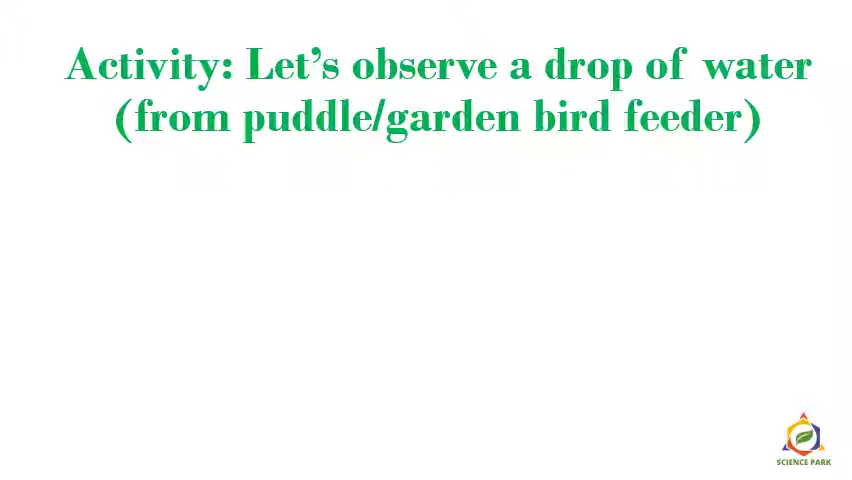 Activity: Let’s observe a drop of water
(from puddle/garden bird feeder)
SCIENCE PARK